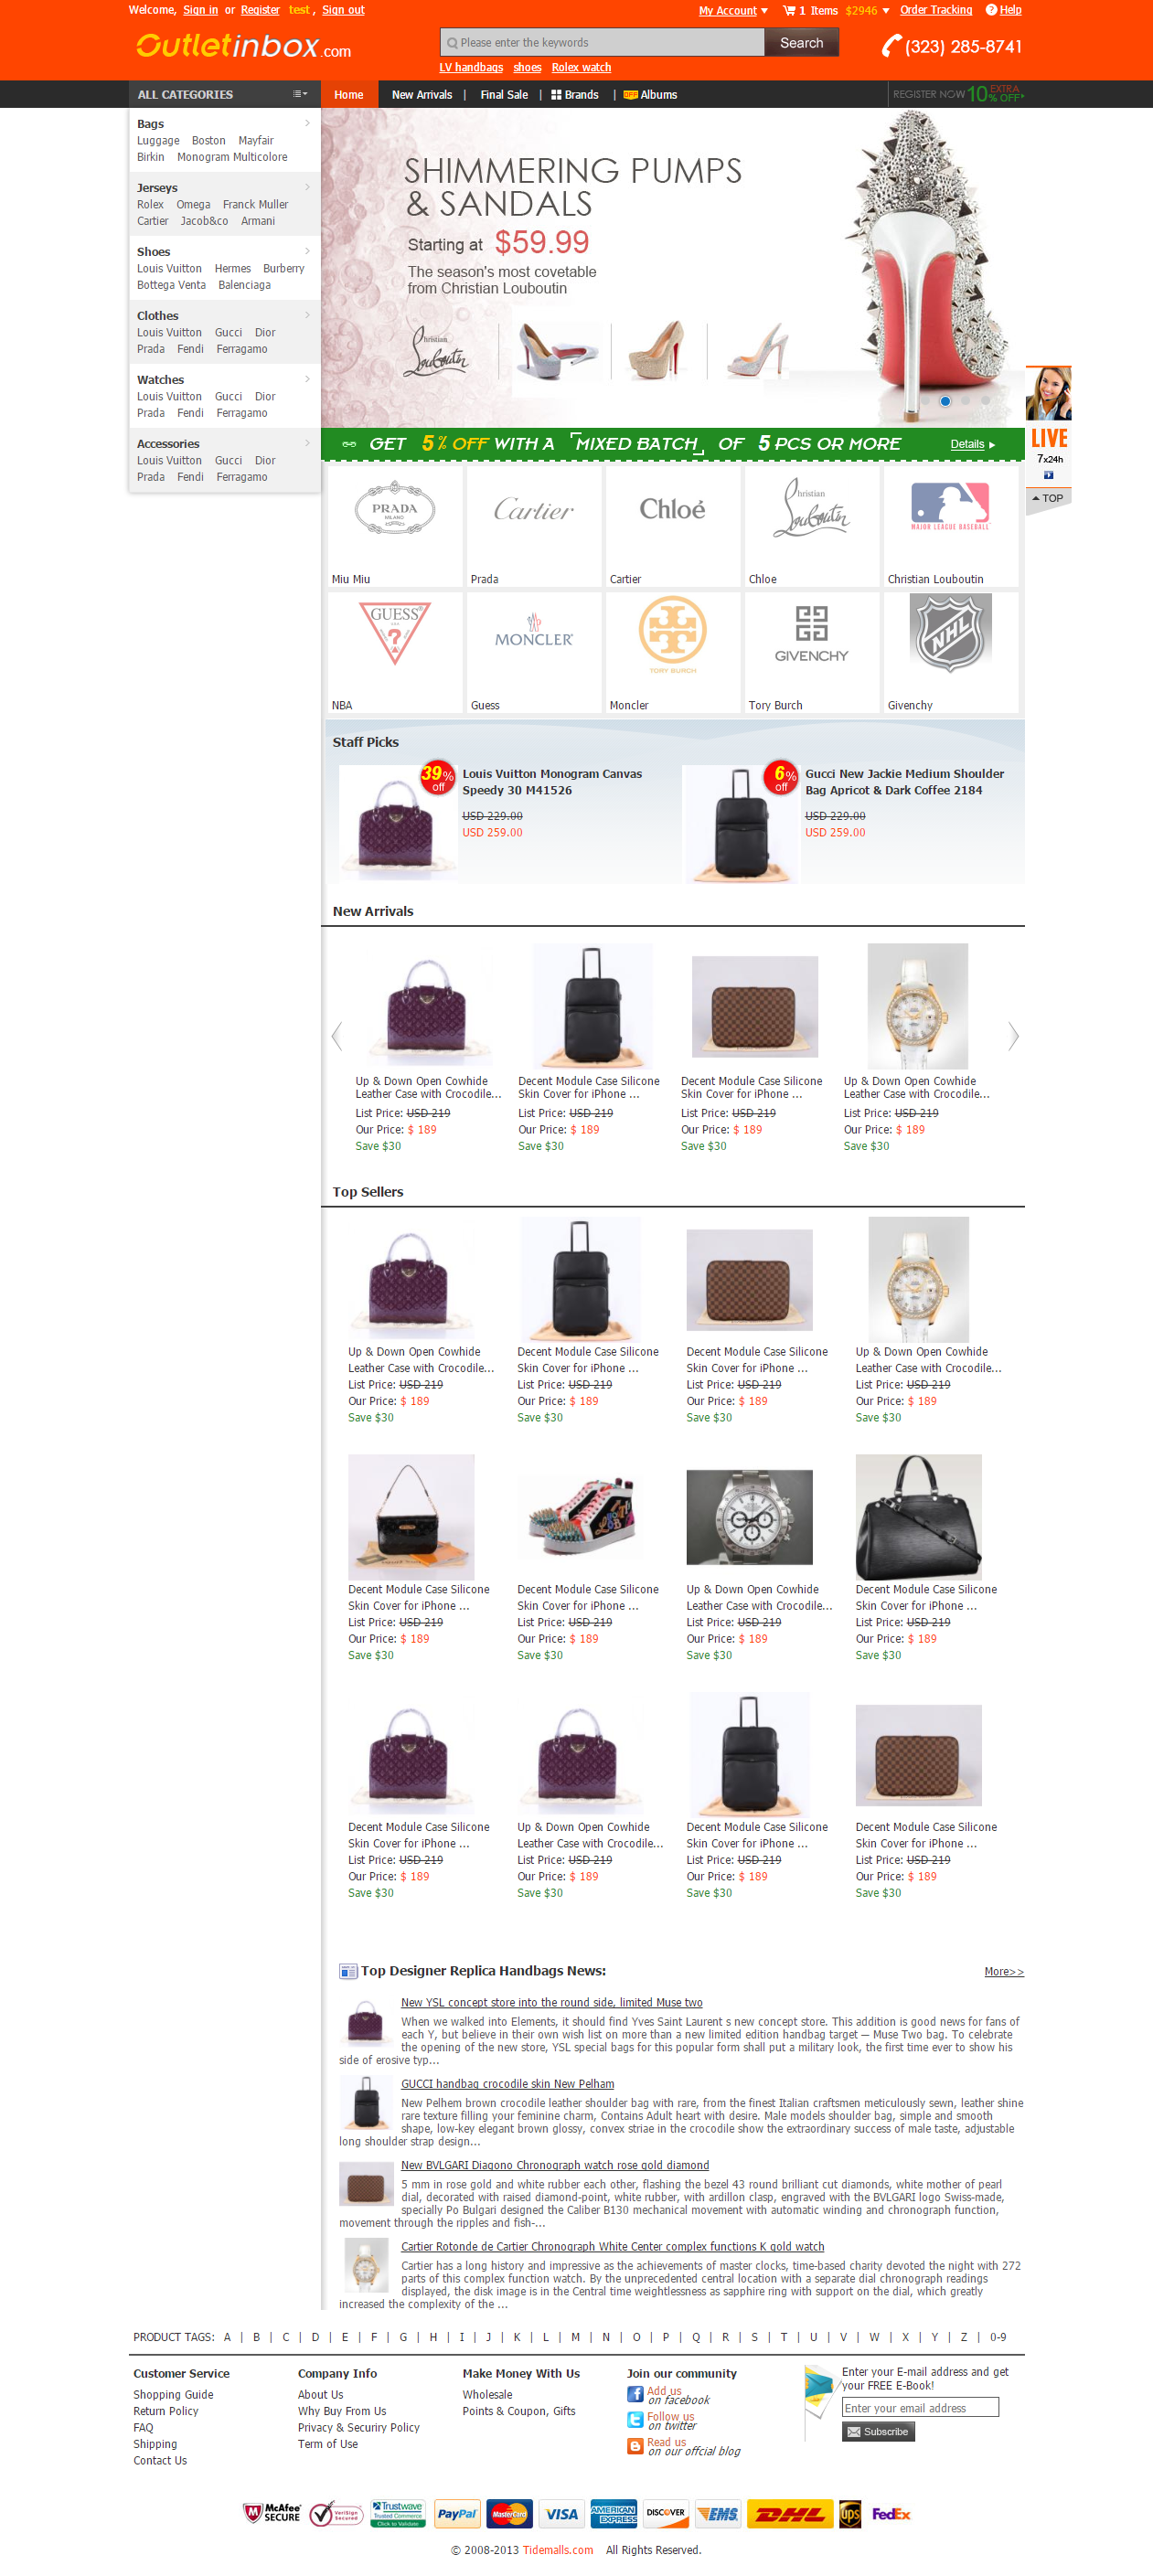 Welcome, Sign in or Register test , Sign out
My Account 1 Items $2946 Order Tracking Help
Outletinbox.com
Please enter the keywords Search
(323) 285-8741
LV handbags shoes Rolex watch
ALL CATEGORIES Home New Arrivals | Final Sale | Brands | Albums
REGISTER NOW 10% EXTRA OFF
Bags
Luggage Boston Mayfair
Birkin Monogram Multicolore
Jerseys
Rolex Omega Franck Muller
Cartier Jacob&co Armani
Shoes
Louis Vuitton Hermes Burberry
Bottega Venta Balenciaga
Clothes
Louis Vuitton Gucci Dior
Prada Fendi Ferragamo
Watches
Louis Vuitton Gucci Dior
Prada Fendi Ferragamo
Accessories
Louis Vuitton Gucci Dior
Prada Fendi Ferragamo
SHIMMERING PUMPS
& SANDALS
Starting at $59.99
The season's most covetable
from Christian Louboutin
Christian
Louboutin
LIVE
7x24h
TOP
GET 5% OFF WITH A MIXED BATCH OF 5 PCS OR MORE Details
PRADA
MILANO
Cartier
Chloé
Christian
Louboutin
MAJOR LEAGUE BASEBALL
Miu Miu Prada Cartier Chloe Christian Louboutin
GUESS
?
MONCLER
TORY BURCH
GIVENCHY
NHL
NBA Guess Moncler Tory Burch Givenchy
Staff Picks
39% off
Louis Vuitton Monogram Canvas
Speedy 30 M41526
USD 229.00
USD 259.00
6% off
Gucci New Jackie Medium Shoulder
Bag Apricot & Dark Coffee 2184
USD 229.00
USD 259.00
New Arrivals
Up & Down Open Cowhide Decent Module Case Silicone Decent Module Case Silicone Up & Down Open Cowhide
Leather Case with Crocodile... Skin Cover for iPhone ... Skin Cover for iPhone ... Leather Case with Crocodile...
List Price: USD 219 List Price: USD 219 List Price: USD 219 List Price: USD 219
Our Price: $ 189 Our Price: $ 189 Our Price: $ 189 Our Price: $ 189
Save $30 Save $30 Save $30 Save $30
Top Sellers
Up & Down Open Cowhide Decent Module Case Silicone Decent Module Case Silicone Up & Down Open Cowhide
Leather Case with Crocodile... Skin Cover for iPhone ... Skin Cover for iPhone ... Leather Case with Crocodile...
List Price: USD 219 List Price: USD 219 List Price: USD 219 List Price: USD 219
Our Price: $ 189 Our Price: $ 189 Our Price: $ 189 Our Price: $ 189
Save $30 Save $30 Save $30 Save $30
Decent Module Case Silicone Decent Module Case Silicone Up & Down Open Cowhide Decent Module Case Silicone
Skin Cover for iPhone ... Skin Cover for iPhone ... Leather Case with Crocodile... Skin Cover for iPhone ...
List Price: USD 219 List Price: USD 219 List Price: USD 219 List Price: USD 219
Our Price: $ 189 Our Price: $ 189 Our Price: $ 189 Our Price: $ 189
Save $30 Save $30 Save $30 Save $30
Decent Module Case Silicone Up & Down Open Cowhide Decent Module Case Silicone Decent Module Case Silicone
Skin Cover for iPhone ... Leather Case with Crocodile... Skin Cover for iPhone ... Skin Cover for iPhone ...
List Price: USD 219 List Price: USD 219 List Price: USD 219 List Price: USD 219
Our Price: $ 189 Our Price: $ 189 Our Price: $ 189 Our Price: $ 189
Save $30 Save $30 Save $30 Save $30
Top Designer Replica Handbags News: More>>
New YSL concept store into the round side, limited Muse two
When we walked into Elements, it should find Yves Saint Laurent s new concept store. This addition is good news for fans of
each Y, but believe in their own wish list on more than a new limited edition handbag target — Muse Two bag. To celebrate
the opening of the new store, YSL special bags for this popular form shall put a military look, the first time ever to show his
side of erosive typ...
GUCCI handbag crocodile skin New Pelham
New Pelhem brown crocodile leather shoulder bag with rare, from the finest Italian craftsmen meticulously sewn, leather shine
rare texture filling your feminine charm, Contains Adult heart with desire. Male models shoulder bag, simple and smooth
shape, low-key elegant brown glossy, convex striae in the crocodile show the extraordinary success of male taste, adjustable
long shoulder strap design...
New BVLGARI Diagono Chronograph watch rose gold diamond
5 mm in rose gold and white rubber each other, flashing the bezel 43 round brilliant cut diamonds, white mother of pearl
dial, decorated with raised diamond-point, white rubber, with ardillon clasp, engraved with the BVLGARI logo Swiss-made,
specially Po Bulgari designed the Caliber B130 mechanical movement with automatic winding and chronograph function,
movement through the ripples and fish-...
Cartier Rotonde de Cartier Chronograph White Center complex functions K gold watch
Cartier has a long history and impressive as the achievements of master clocks, time-based charity devoted the night with 272
parts of this complex function watch. By the unprecedented central location with a separate dial chronograph readings
displayed, the disk image is in the Central time weightlessness as sapphire ring with support on the dial, which greatly
increased the complexity of the ...
PRODUCT TAGS: A | B | C | D | E | F | G | H | I | J | K | L | M | N | O | P | Q | R | S | T | U | V | W | X | Y | Z | 0-9
Customer Service
Shopping Guide
Return Policy
FAQ
Shipping
Contact Us
Company Info
About Us
Why Buy From Us
Privacy & Securiry Policy
Term of Use
Make Money With Us
Wholesale
Points & Coupon, Gifts
Join our community
Add us
on facebook
Follow us
on twitter
Read us
on our offcial blog
Enter your E-mail address and get
your FREE E-Book!
Enter your email address
Subscribe
McAfee SECURE VeriSign Secured Trustwave Trusted Commerce Click to Validate PayPal MasterCard VISA AMERICAN EXPRESS DISCOVER EMS DHL ups FedEx
© 2008-2013 Tidemalls.com All Rights Reserved.